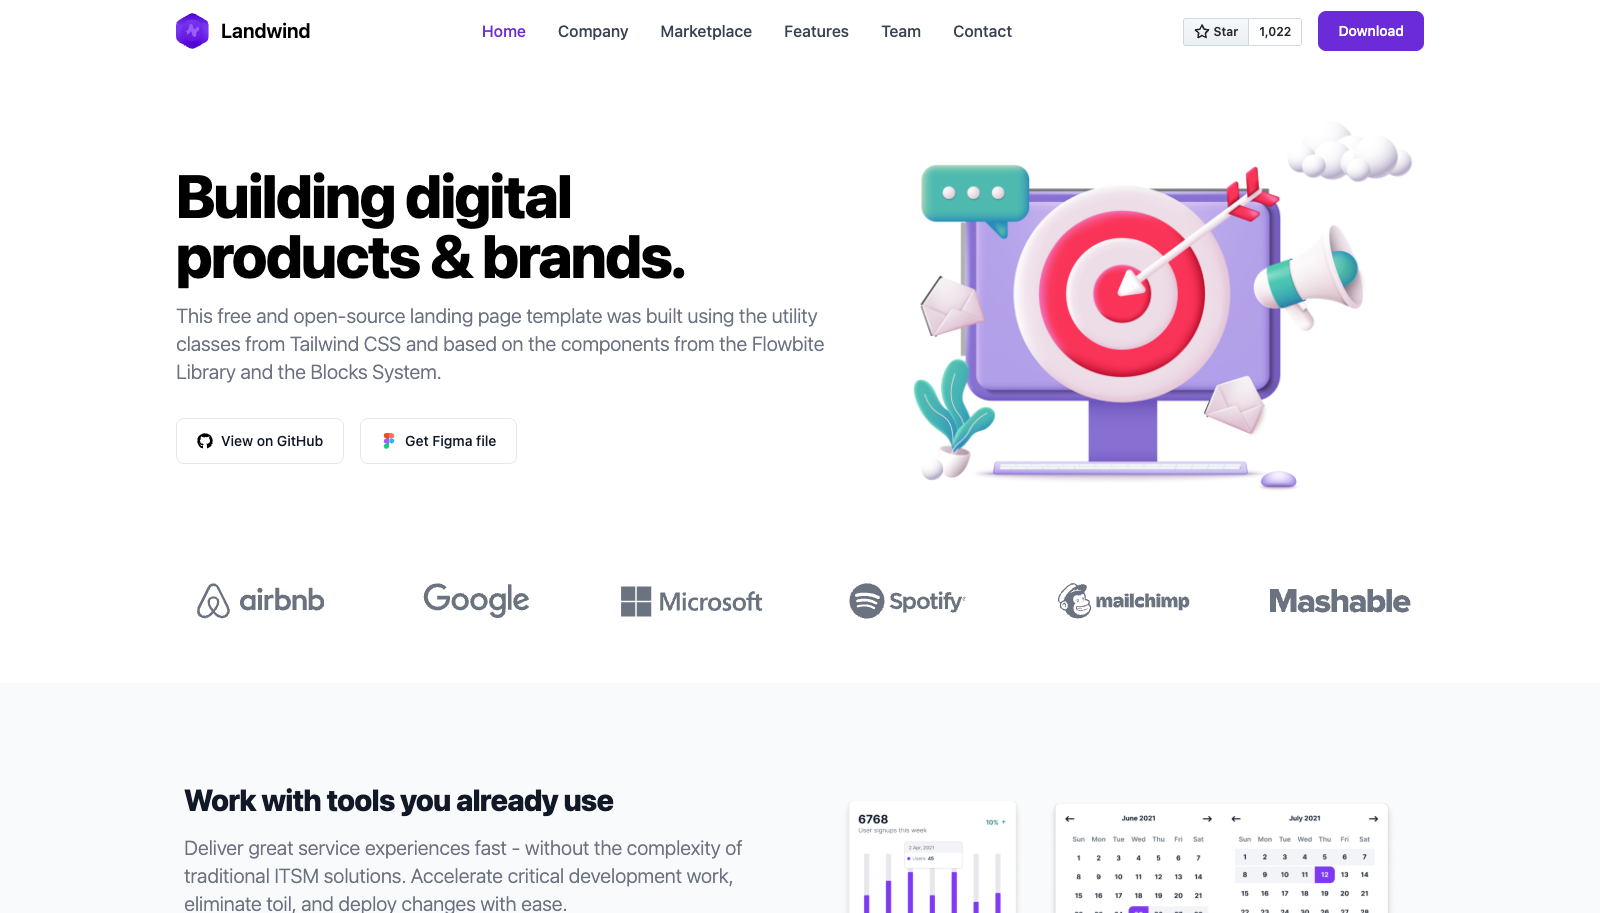 Landwind
Home Company Marketplace Features Team Contact
Star 1,022
Download
Building digital
products & brands.
This free and open-source landing page template was built using the utility
classes from Tailwind CSS and based on the components from the Flowbite
Library and the Blocks System.
View on GitHub
Get Figma file
airbnb
Google
Microsoft
Spotify
mailchimp
Mashable
Work with tools you already use
Deliver great service experiences fast - without the complexity of
traditional ITSM solutions. Accelerate critical development work,
eliminate toil, and deploy changes with ease.
6768
User signups this week
10%
2 Apr, 2021
Users: 45
June 2021
Sun Mon Tue Wed Thu Fri Sat
1 2 3 4 5 6 7
8 9 10 11 12 13 14
15 16 17 18 19 20 21
July 2021
Sun Mon Tue Wed Thu Fri Sat
1 2 3 4 5 6 7
8 9 10 11 12 13 14
15 16 17 18 19 20 21